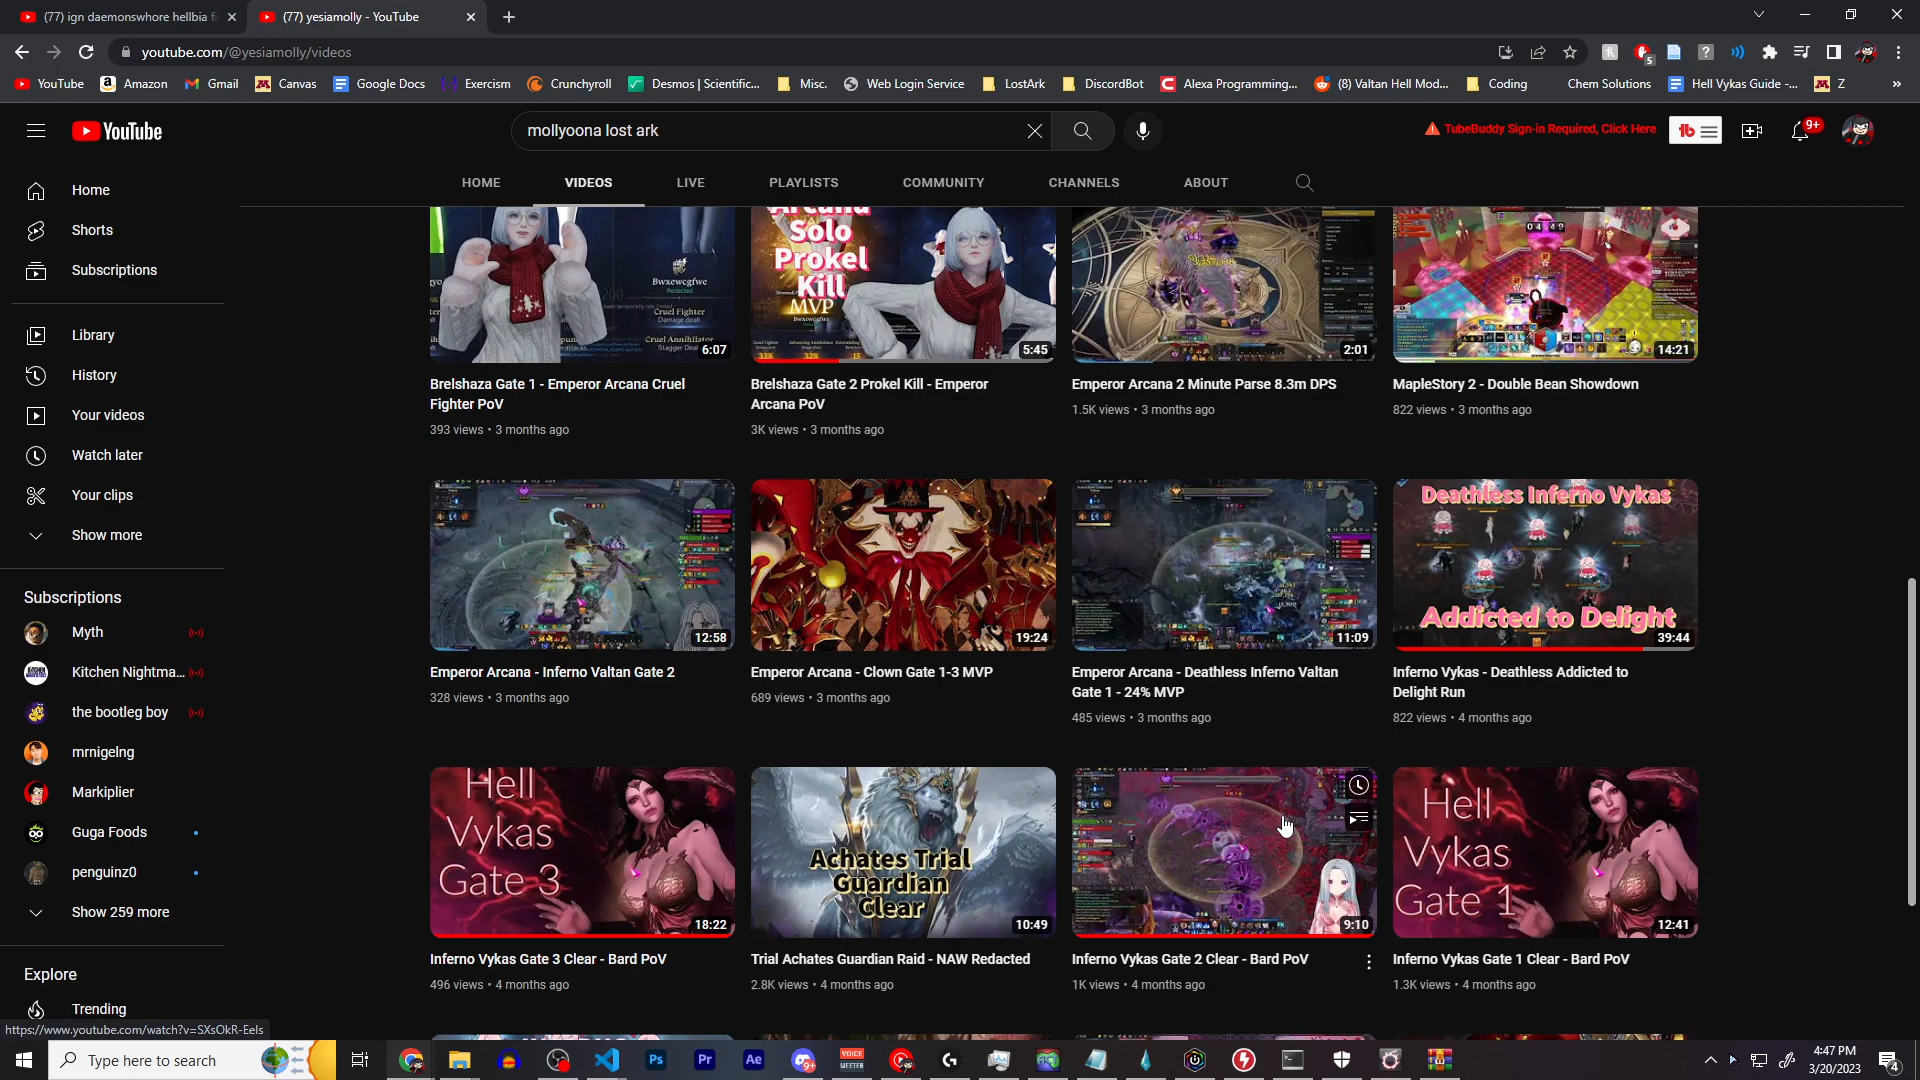 (77) ign daemonswhore hellbia fi
(77) yesiamolly - YouTube
youtube.com/@yesiamolly/videos
YouTube
Amazon
Gmail
Canvas
Google Docs
Exercism
Crunchyroll
Desmos | Scientific...
Misc.
Web Login Service
LostArk
DiscordBot
Alexa Programming...
(8) Valtan Hell Mod...
Coding
Chem Solutions
Hell Vykas Guide -...
Z
YouTube
mollyoona lost ark
TubeBuddy Sign-in Required, Click Here
9+
HOME
VIDEOS
LIVE
PLAYLISTS
COMMUNITY
CHANNELS
ABOUT
Home
Shorts
Subscriptions
Library
History
Your videos
Watch later
Your clips
Show more
Subscriptions
Myth
Kitchen Nightma...
the bootleg boy
mrnigelng
Markiplier
Guga Foods
penguinz0
Show 259 more
Explore
Trending
Bwxewcgfwe
Redacted
Cruel Fighter
Damage dealt
Cruel Annihilator
Stagger Deal
6:07
Arcana
Solo
Prokel
Kill
MVP
5:45
2:01
04:49
14:21
Brelshaza Gate 1 - Emperor Arcana Cruel
Fighter PoV
393 views • 3 months ago
Brelshaza Gate 2 Prokel Kill - Emperor
Arcana PoV
3K views • 3 months ago
Emperor Arcana 2 Minute Parse 8.3m DPS
1.5K views • 3 months ago
MapleStory 2 - Double Bean Showdown
822 views • 3 months ago
12:58
19:24
11:09
Deathless Inferno Vykas
Addicted to Delight
39:44
Emperor Arcana - Inferno Valtan Gate 2
328 views • 3 months ago
Emperor Arcana - Clown Gate 1-3 MVP
689 views • 3 months ago
Emperor Arcana - Deathless Inferno Valtan
Gate 1 - 24% MVP
485 views • 3 months ago
Inferno Vykas - Deathless Addicted to
Delight Run
822 views • 4 months ago
Hell
Vykas
Gate 3
18:22
Achates Trial
Guardian
Clear
10:49
9:10
Hell
Vykas
Gate 1
12:41
Inferno Vykas Gate 3 Clear - Bard PoV
496 views • 4 months ago
Trial Achates Guardian Raid - NAW Redacted
2.8K views • 4 months ago
Inferno Vykas Gate 2 Clear - Bard PoV
1K views • 4 months ago
Inferno Vykas Gate 1 Clear - Bard PoV
1.3K views • 4 months ago
https://www.youtube.com/watch?v=SXsOkR-Eels
Type here to search
4:47 PM
3/20/2023